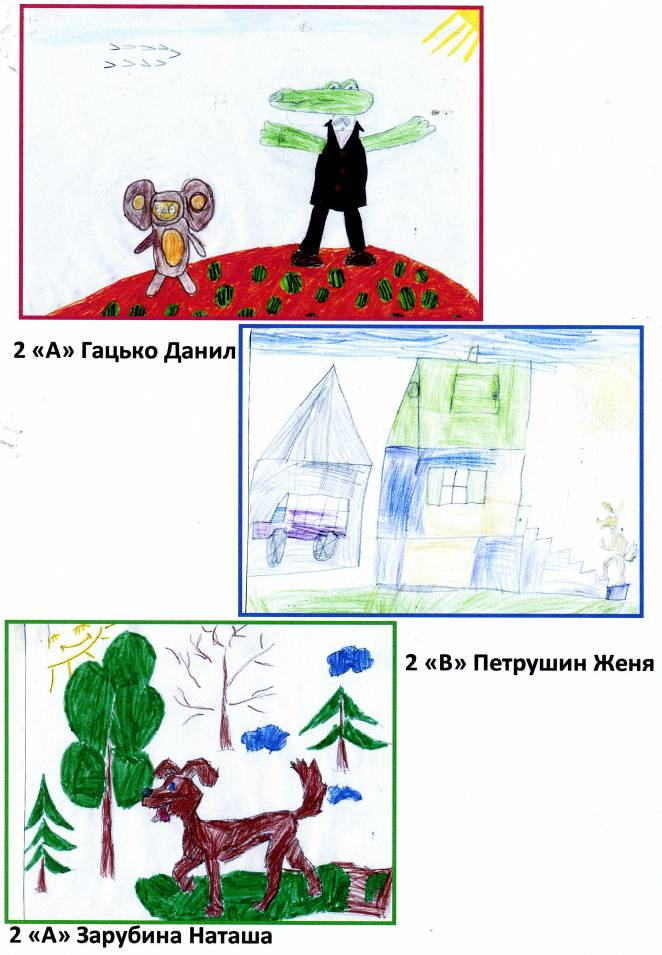 2 «А» Гацько Данил
2 «В» Петрушин Женя
2 «А» Зарубина Наташа